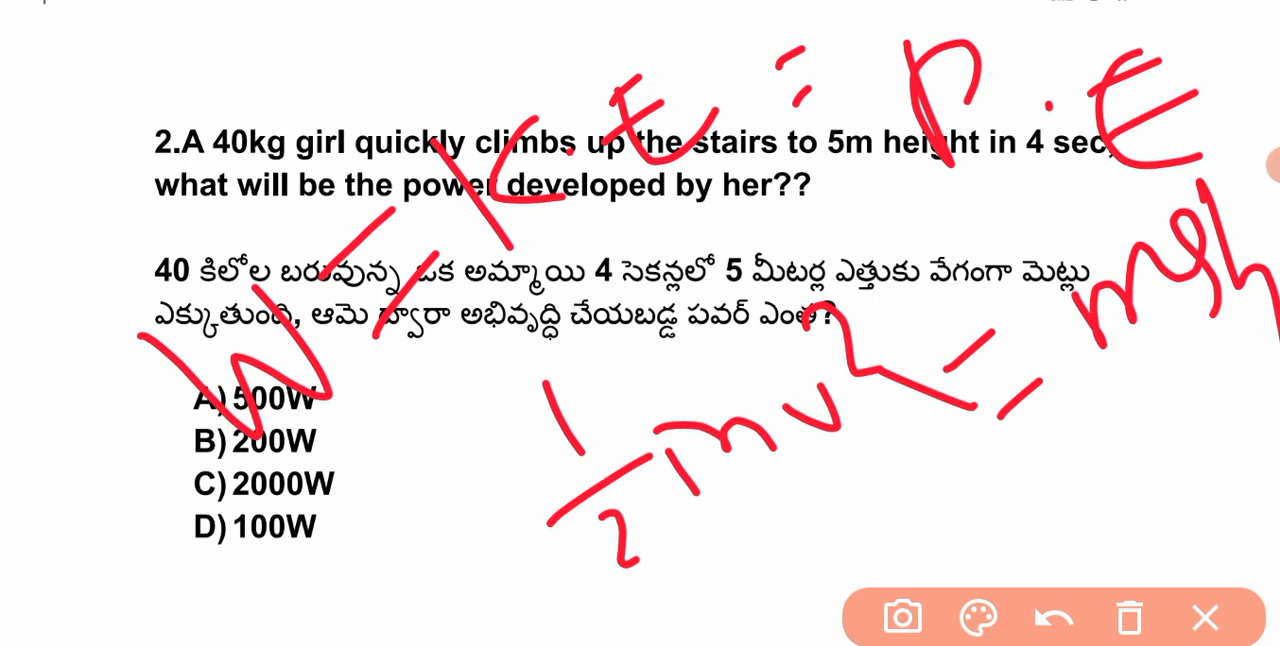 2.A 40kg girl quickly climbs up the stairs to 5m height in 4 sec,
what will be the power developed by her??
40 కిలోల బరువున్న ఒక అమ్మాయి 4 సెకన్లలో 5 మీటర్ల ఎత్తుకు వేగంగా మెట్లు
ఎక్కుతుంది, ఆమె ద్వారా అభివృద్ధి చేయబడ్డ పవర్ ఎంత?
A) 500W
B) 200W
C) 2000W
D) 100W
W = K.E = P.E
1/2 mv² = mgh